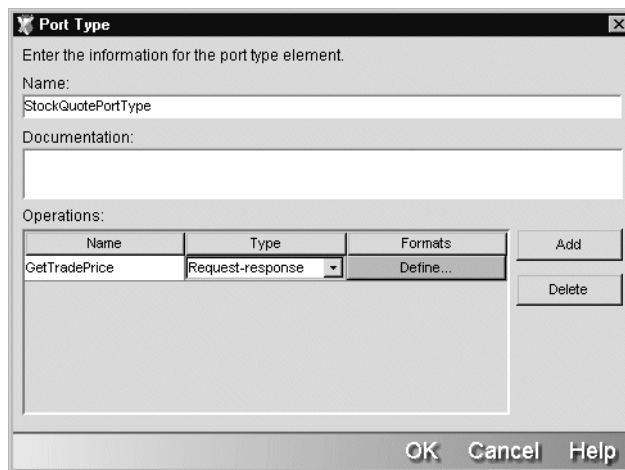 Port Type
Enter the information for the port type element.
Name:
StockQuotePortType
Documentation:
Operations:
Name Type Formats
GetTradePrice Request-response Define...
Add
Delete
OK Cancel Help